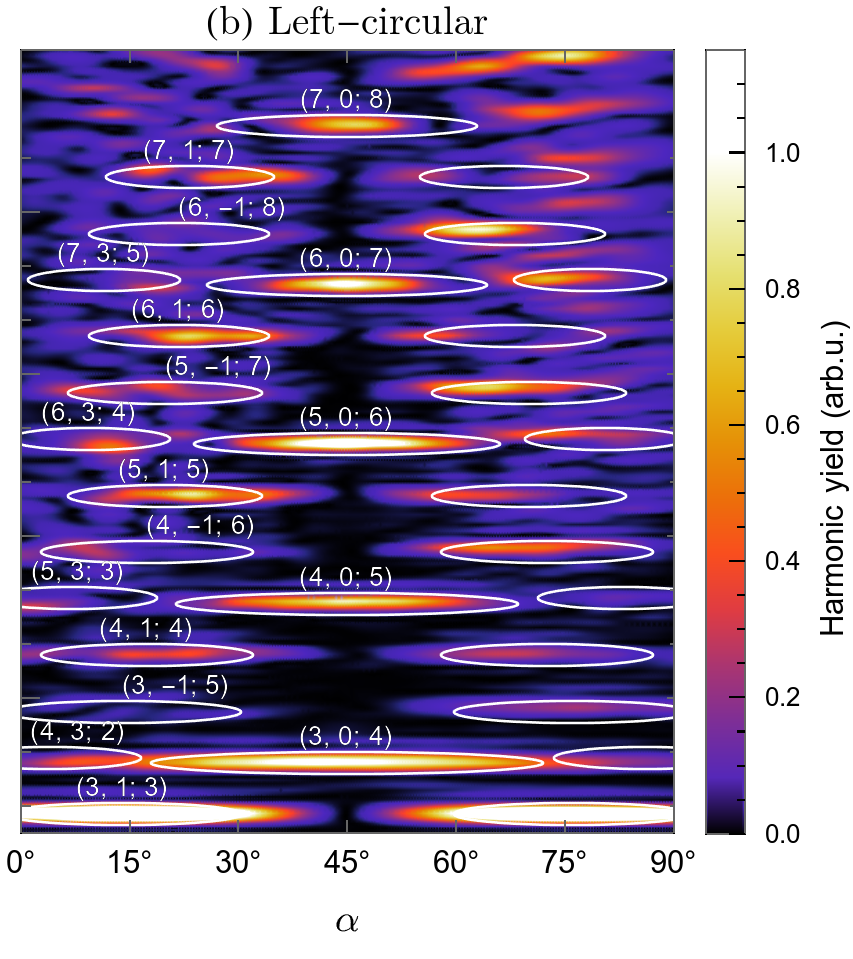 (b) Left−circular
(7, 0; 8)
(7, 1; 7)
(6, −1; 8)
(7, 3; 5)
(6, 0; 7)
(6, 1; 6)
(5, −1; 7)
(6, 3; 4)
(5, 0; 6)
(5, 1; 5)
(4, −1; 6)
(5, 3; 3)
(4, 0; 5)
(4, 1; 4)
(3, −1; 5)
(4, 3; 2)
(3, 0; 4)
(3, 1; 3)
0° 15° 30° 45° 60° 75° 90°
α
1.0
0.8
0.6
0.4
0.2
0.0
Harmonic yield (arb.u.)